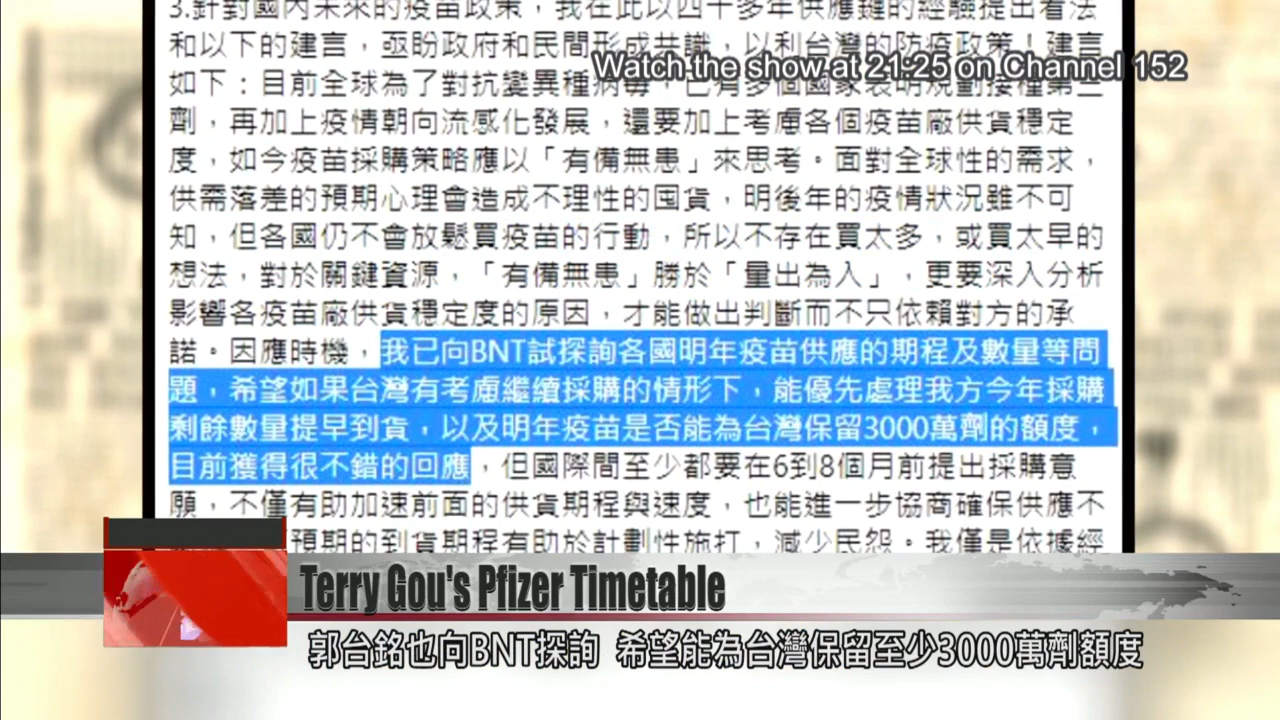 3.針對國內未來的疫苗政策，我在此以四十多年供應鏈的經驗提出看法
和以下的建言，亟盼政府和民間形成共識，以利台灣的防疫政策！建言
Watch the show at 21:25 on Channel 152
如下：目前全球為了對抗變異種病毒，已有多個國家表明規劃接種第三
劑，再加上疫情朝向流感化發展，還要加上考慮各個疫苗廠供貨穩定
度，如今疫苗採購策略應以「有備無患」來思考。面對全球性的需求，
供需落差的預期心理會造成不理性的囤貨，明後年的疫情狀況雖不可
知，但各國仍不會放鬆買疫苗的行動，所以不存在買太多，或買太早的
想法，對於關鍵資源，「有備無患」勝於「量出為入」，更要深入分析
影響各疫苗廠供貨穩定度的原因，才能做出判斷而不只依賴對方的承
諾。因應時機，我已向BNT試探詢各國明年疫苗供應的期程及數量等問
題，希望如果台灣有考慮繼續採購的情形下，能優先處理我方今年採購
剩餘數量提早到貨，以及明年疫苗是否能為台灣保留3000萬劑的額度，
目前獲得很不錯的回應，但國際間至少都要在6到8個月前提出採購意
願，不僅有助加速前面的供貨期程與速度，也能進一步協商確保供應不
預期的到貨期程有助於計劃性施打，減少民怨。我僅是依據經
Terry Gou's Pfizer Timetable
郭台銘也向BNT探詢 希望能為台灣保留至少3000萬劑額度